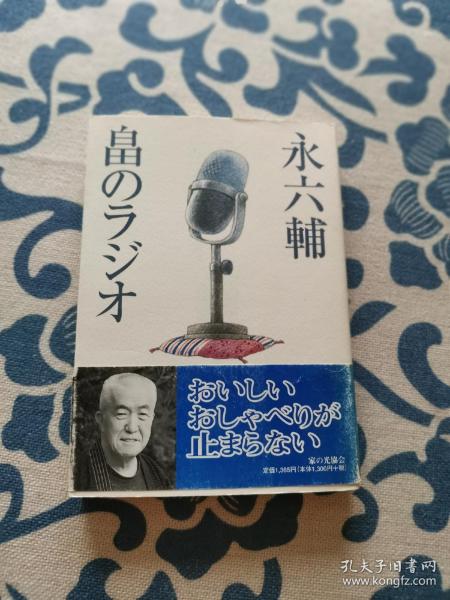 永六輔
畠のラジオ
おいしい
おしゃべりが
止まらない
家の光協会
定価1,365円(本体1,300円+税)
孔夫子旧书网
www.kongfz.com